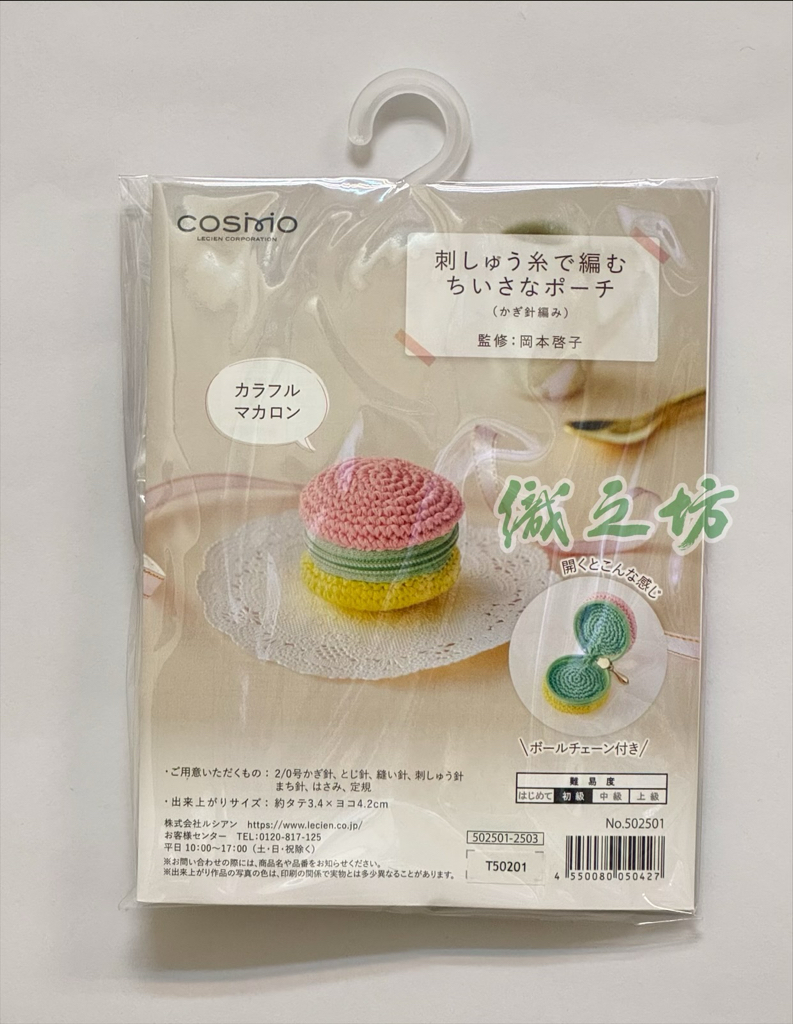 COSMO
LECIEN CORPORATION
刺しゅう糸で編む
ちいさなポーチ
(かぎ針編み)
監修：岡本啓子
カラフル
マカロン
織之坊
開くとこんな感じ
\ボールチェーン付き/
・ご用意いただくもの：2/0号かぎ針、とじ針、縫い針、刺しゅう針
まち針、はさみ、定規
・出来上がりサイズ：約タテ3.4×ヨコ4.2cm
難易度
はじめて 初級 中級 上級
株式会社ルシアン https://www.lecien.co.jp/
お客様センター TEL:0120-817-125
平日 10:00〜17:00（土・日・祝除く）
※お問い合わせの際には、商品名や品番をお知らせください。
※出来上がり作品の写真の色は、印刷の関係で実物とは多少異なることがあります。
No.502501
502501-2503
T50201
4 550080 050427